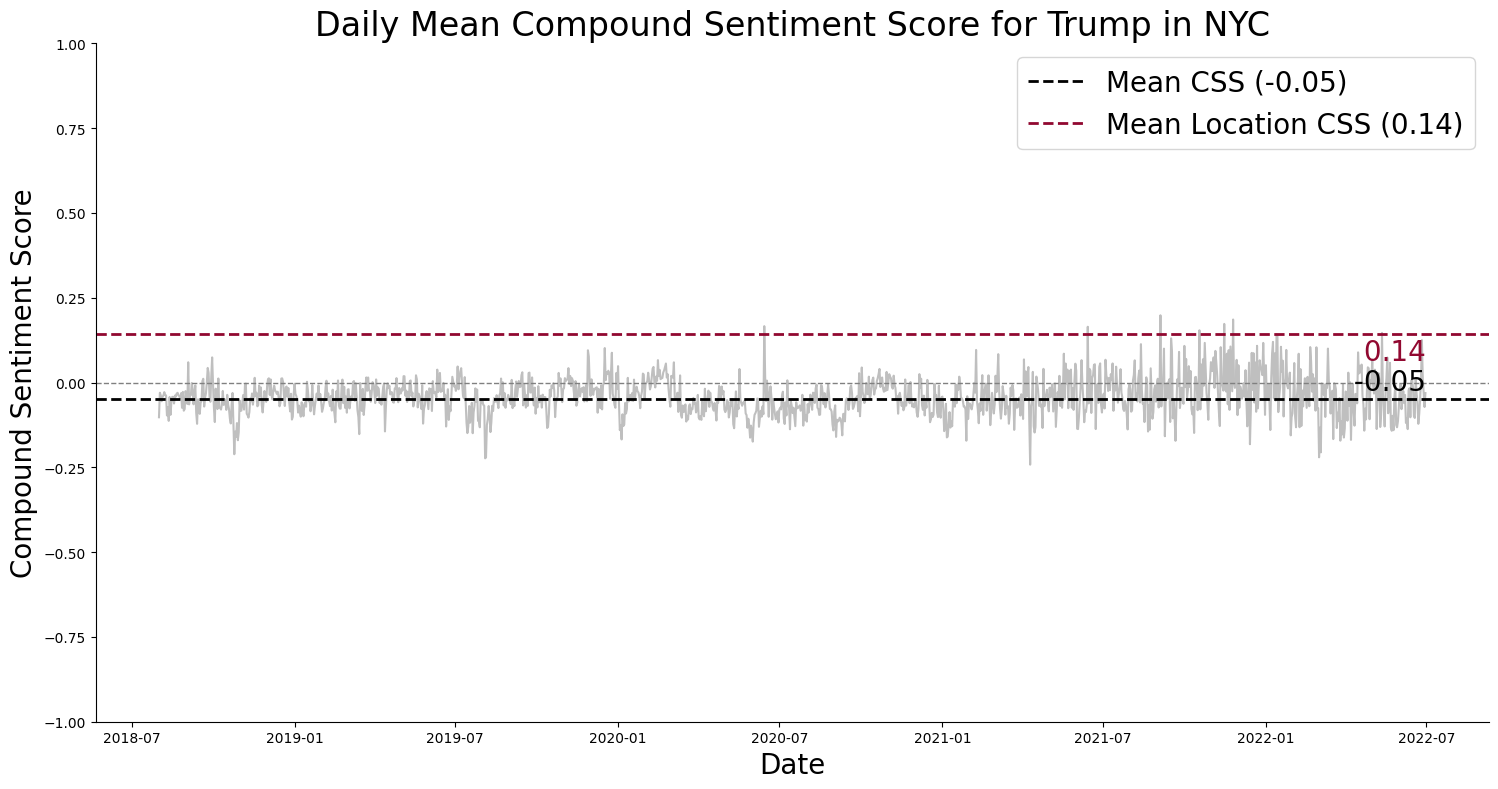 Daily Mean Compound Sentiment Score for Trump in NYC
Mean CSS (-0.05)
Mean Location CSS (0.14)
Compound Sentiment Score
1.00
0.75
0.50
0.25
0.00
−0.25
−0.50
−0.75
−1.00
0.14
-0.05
2018-07 2019-01 2019-07 2020-01 2020-07 2021-01 2021-07 2022-01 2022-07
Date